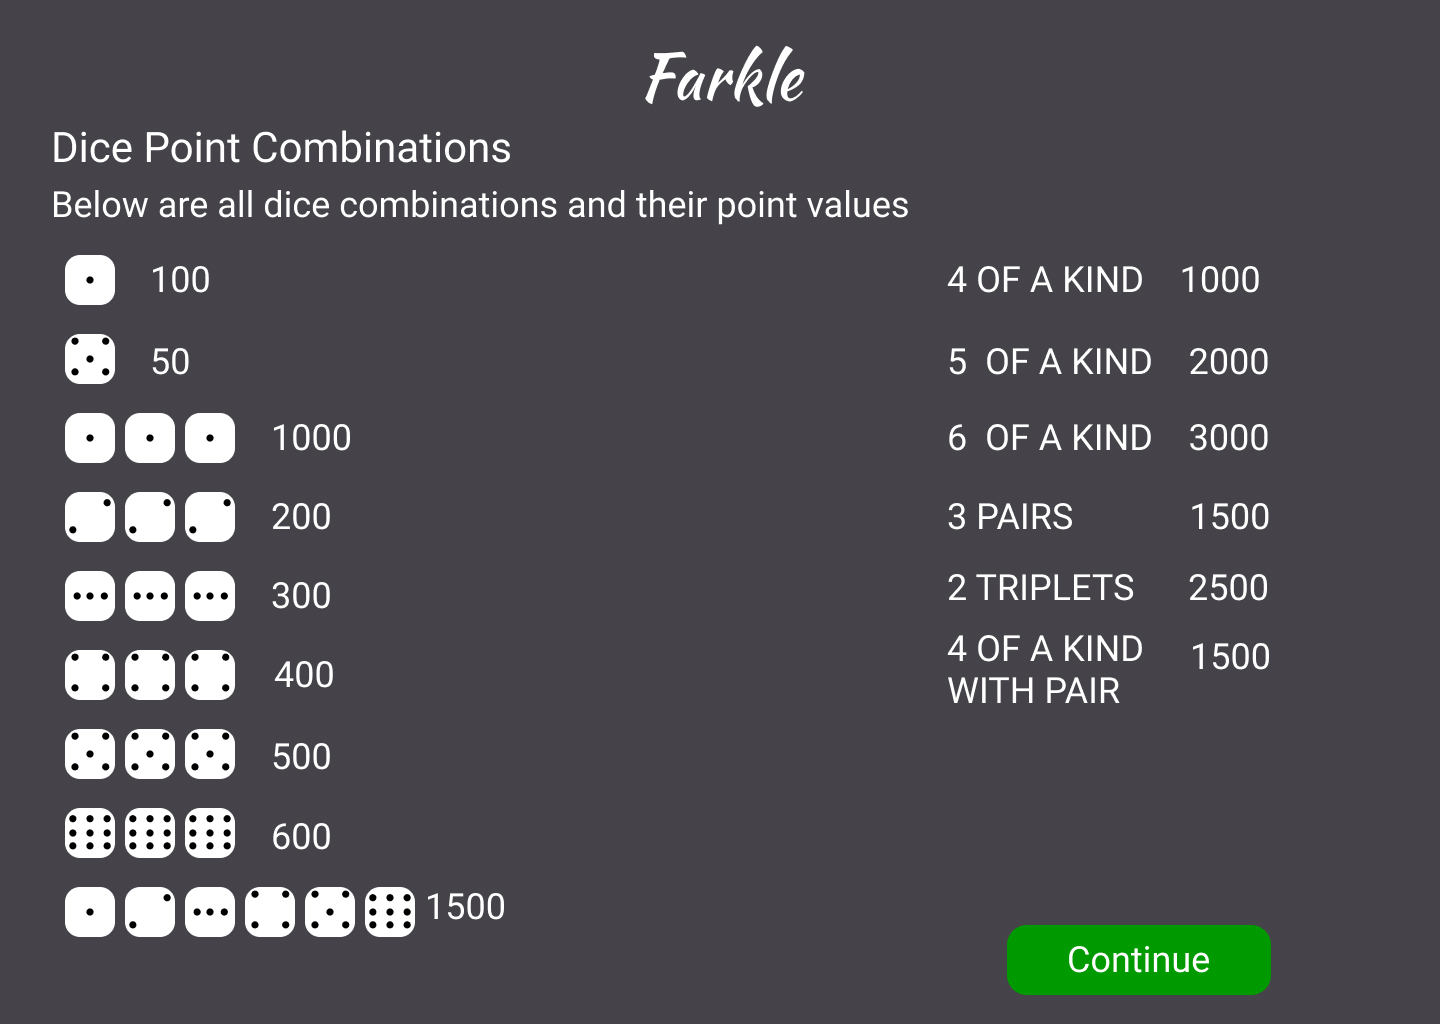 Farkle
Dice Point Combinations
Below are all dice combinations and their point values
100
50
1000
200
300
400
500
600
1500
4 OF A KIND 1000
5 OF A KIND 2000
6 OF A KIND 3000
3 PAIRS 1500
2 TRIPLETS 2500
4 OF A KIND 1500
WITH PAIR
Continue